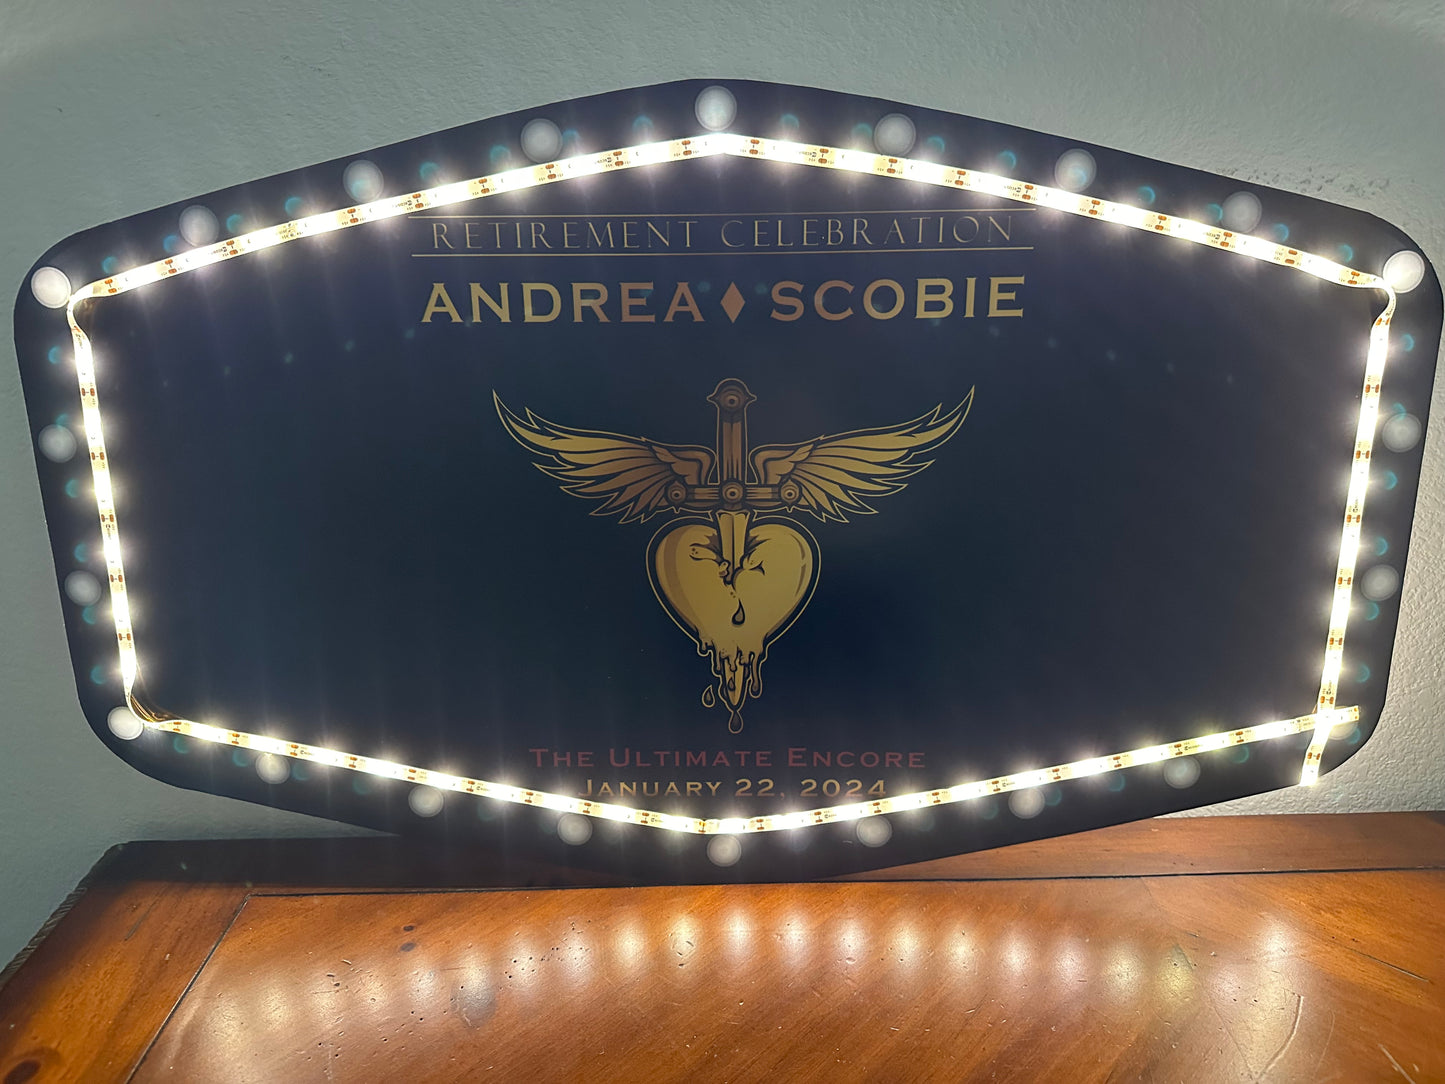 RETIREMENT CELEBRATION
ANDREA♦SCOBIE
THE ULTIMATE ENCORE
JANUARY 22, 2024